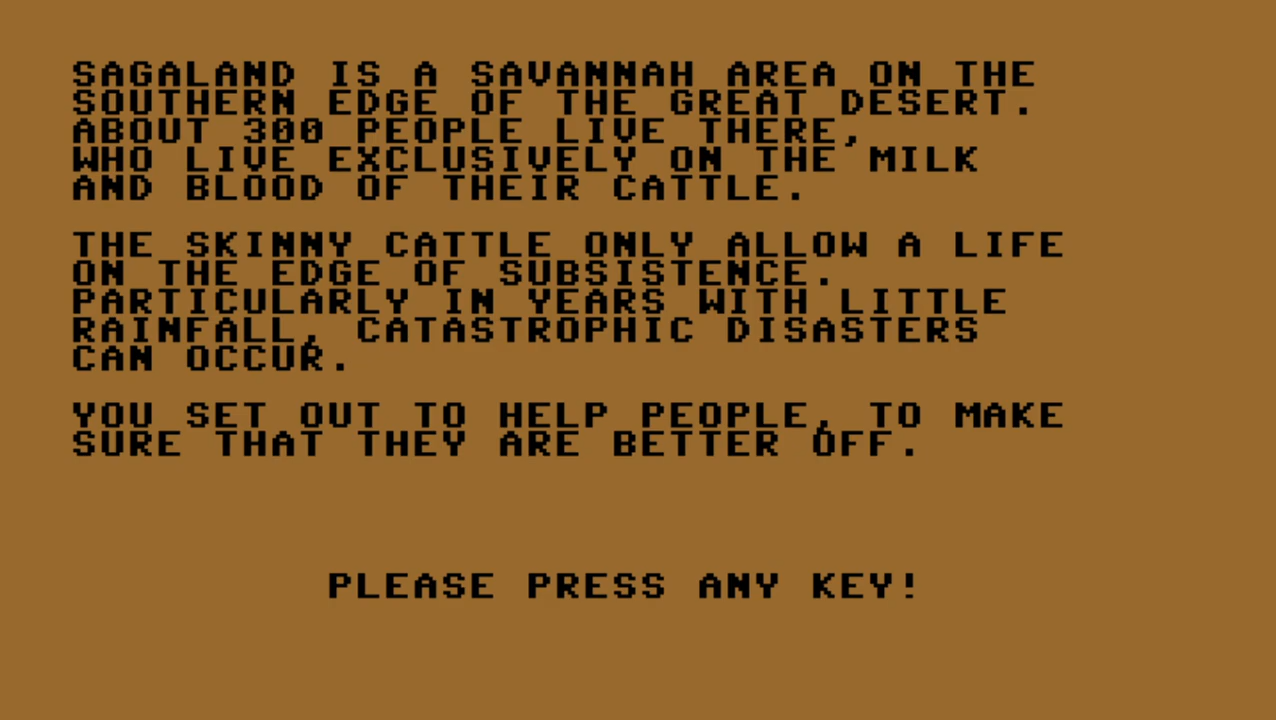 SAGALAND IS A SAVANNAH AREA ON THE
SOUTHERN EDGE OF THE GREAT DESERT.
ABOUT 300 PEOPLE LIVE THERE,
WHO LIVE EXCLUSIVELY ON THE MILK
AND BLOOD OF THEIR CATTLE.
THE SKINNY CATTLE ONLY ALLOW A LIFE
ON THE EDGE OF SUBSISTENCE.
PARTICULARLY IN YEARS WITH LITTLE
RAINFALL, CATASTROPHIC DISASTERS
CAN OCCUR.
YOU SET OUT TO HELP PEOPLE, TO MAKE
SURE THAT THEY ARE BETTER OFF.
PLEASE PRESS ANY KEY!